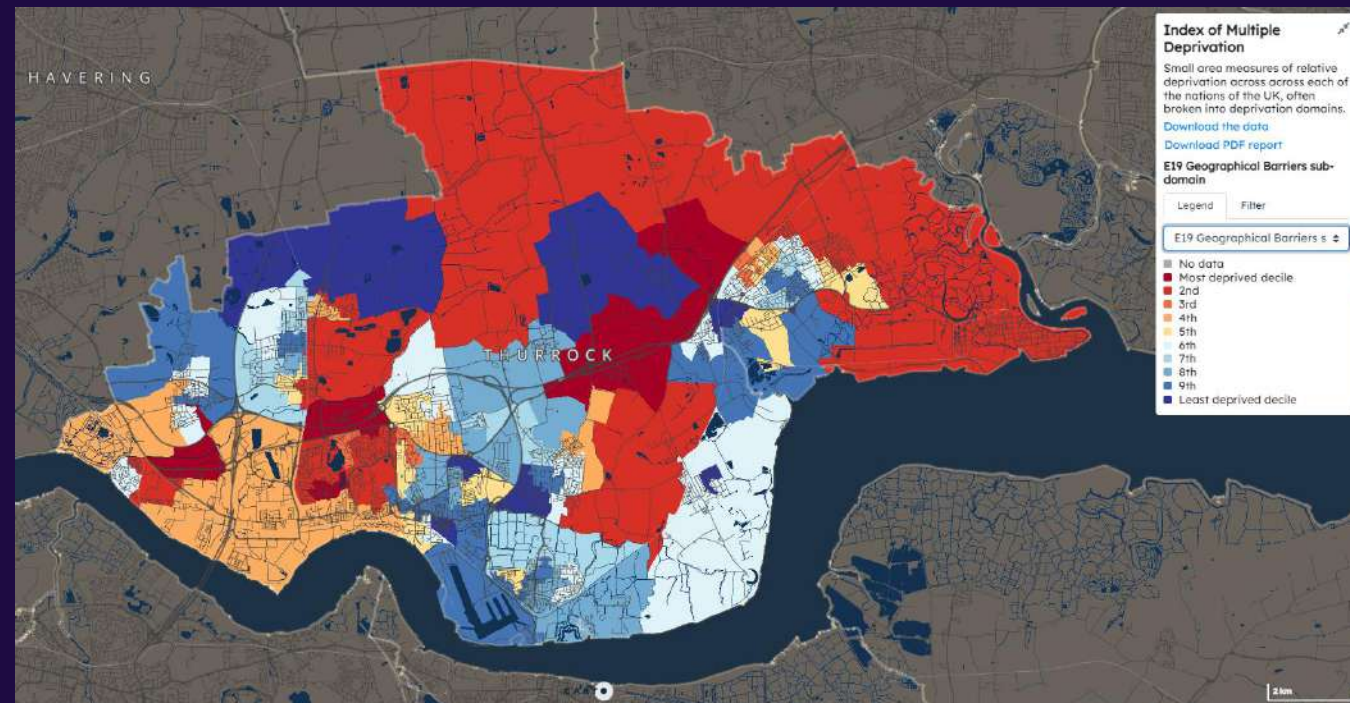 HAVERING
THURROCK
Index of Multiple
Deprivation
Small area measures of relative
deprivation across across each of
the nations of the UK, often
broken into deprivation domains.
Download the data
Download PDF report
E19 Geographical Barriers sub-
domain
Legend Filter
E19 Geographical Barriers s
No data
Most deprived decile
2nd
3rd
4th
5th
6th
7th
8th
9th
Least deprived decile
2 km